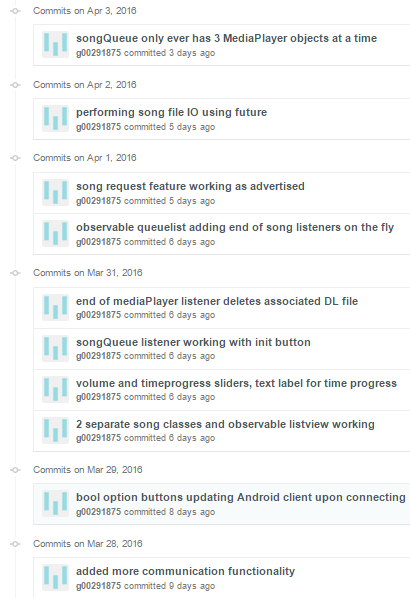 Commits on Apr 3, 2016
songQueue only ever has 3 MediaPlayer objects at a time
g00291875 committed 3 days ago
Commits on Apr 2, 2016
performing song file IO using future
g00291875 committed 5 days ago
Commits on Apr 1, 2016
song request feature working as advertised
g00291875 committed 5 days ago
observable queuelist adding end of song listeners on the fly
g00291875 committed 6 days ago
Commits on Mar 31, 2016
end of mediaPlayer listener deletes associated DL file
g00291875 committed 6 days ago
songQueue listener working with init button
g00291875 committed 6 days ago
volume and timeprogress sliders, text label for time progress
g00291875 committed 6 days ago
2 separate song classes and observable listview working
g00291875 committed 6 days ago
Commits on Mar 29, 2016
bool option buttons updating Android client upon connecting
g00291875 committed 8 days ago
Commits on Mar 28, 2016
added more communication functionality
g00291875 committed 9 days ago